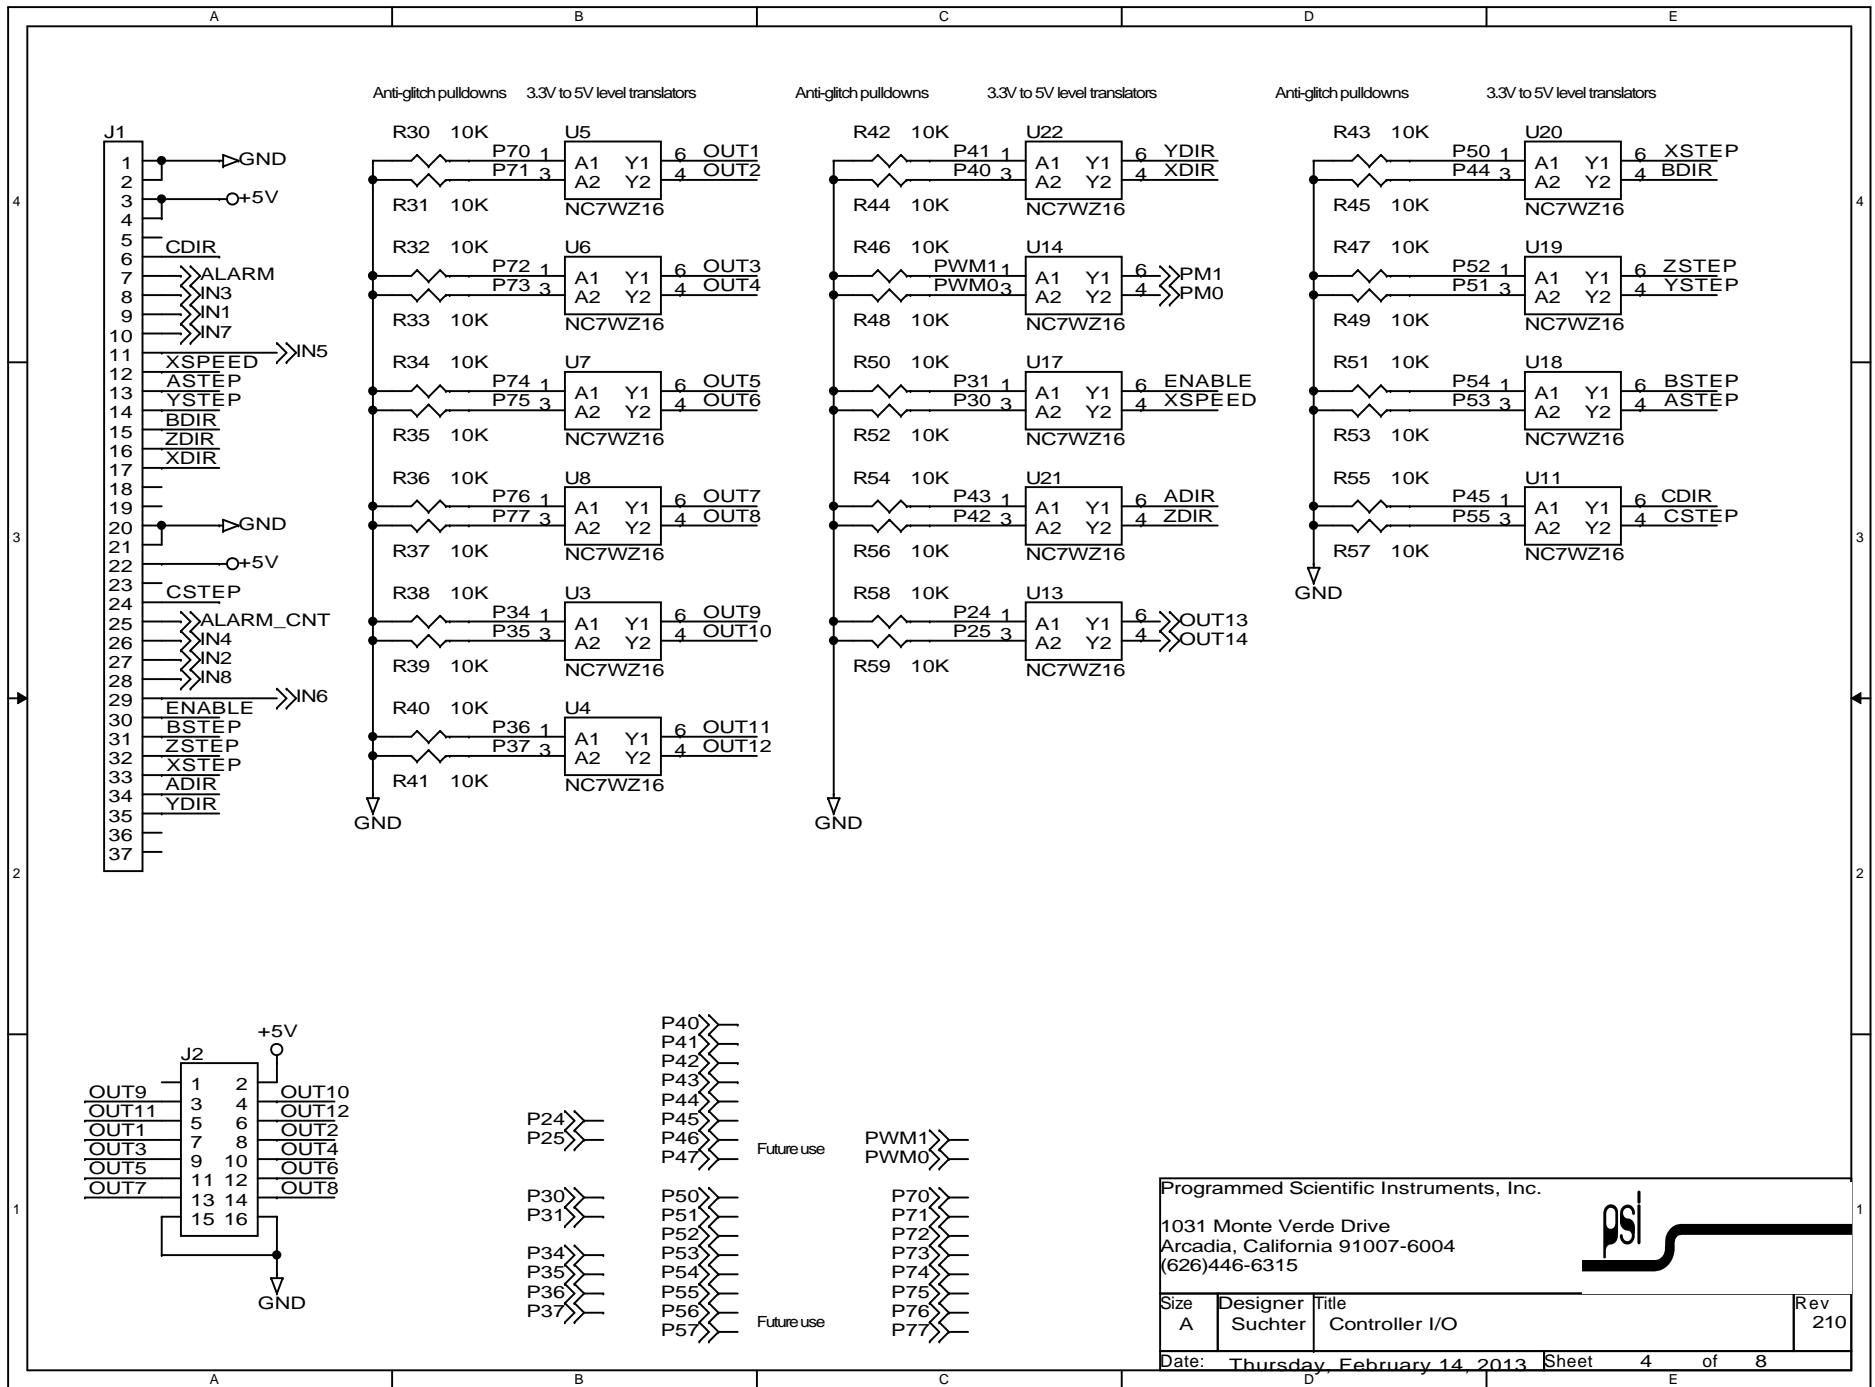 A B C D E
4
3
2
1
Anti-glitch pulldowns 3.3V to 5V level translators
Anti-glitch pulldowns 3.3V to 5V level translators
Anti-glitch pulldowns 3.3V to 5V level translators
J1
1 GND
2
3 +5V
4
5
6 CDIR
7 ALARM
8 IN3
9 IN1
10 IN7
11 IN5
12 XSPEED
13 ASTEP
14 YSTEP
15 BDIR
16 ZDIR
17 XDIR
18
19
20 GND
21
22 +5V
23
24 CSTEP
25 ALARM_CNT
26 IN4
27 IN2
28 IN8
29 IN6
30 ENABLE
31 BSTEP
32 ZSTEP
33 XSTEP
34 ADIR
35 YDIR
36
37
R30 10K U5
P70 1 A1 Y1 6 OUT1
P71 3 A2 Y2 4 OUT2
R31 10K NC7WZ16
R32 10K U6
P72 1 A1 Y1 6 OUT3
P73 3 A2 Y2 4 OUT4
R33 10K NC7WZ16
R34 10K U7
P74 1 A1 Y1 6 OUT5
P75 3 A2 Y2 4 OUT6
R35 10K NC7WZ16
R36 10K U8
P76 1 A1 Y1 6 OUT7
P77 3 A2 Y2 4 OUT8
R37 10K NC7WZ16
R38 10K U3
P34 1 A1 Y1 6 OUT9
P35 3 A2 Y2 4 OUT10
R39 10K NC7WZ16
R40 10K U4
P36 1 A1 Y1 6 OUT11
P37 3 A2 Y2 4 OUT12
R41 10K NC7WZ16
GND
R42 10K U22
P41 1 A1 Y1 6 YDIR
P40 3 A2 Y2 4 XDIR
R44 10K NC7WZ16
R46 10K U14
PWM1 1 A1 Y1 6 PM1
PWM0 3 A2 Y2 4 PM0
R48 10K NC7WZ16
R50 10K U17
P31 1 A1 Y1 6 ENABLE
P30 3 A2 Y2 4 XSPEED
R52 10K NC7WZ16
R54 10K U21
P43 1 A1 Y1 6 ADIR
P42 3 A2 Y2 4 ZDIR
R56 10K NC7WZ16
R58 10K U13
P24 1 A1 Y1 6 OUT13
P25 3 A2 Y2 4 OUT14
R59 10K NC7WZ16
GND
R43 10K U20
P50 1 A1 Y1 6 XSTEP
P44 3 A2 Y2 4 BDIR
R45 10K NC7WZ16
R47 10K U19
P52 1 A1 Y1 6 ZSTEP
P51 3 A2 Y2 4 YSTEP
R49 10K NC7WZ16
R51 10K U18
P54 1 A1 Y1 6 BSTEP
P53 3 A2 Y2 4 ASTEP
R53 10K NC7WZ16
R55 10K U11
P45 1 A1 Y1 6 CDIR
P55 3 A2 Y2 4 CSTEP
R57 10K NC7WZ16
GND
+5V
J2
1 2
OUT9 3 4 OUT10
OUT11 5 6 OUT12
OUT1 7 8 OUT2
OUT3 9 10 OUT4
OUT5 11 12 OUT6
OUT7 13 14 OUT8
15 16
GND
P24
P25
P30
P31
P34
P35
P36
P37
P40
P41
P42
P43
P44
P45
P46
P47
Future use
P50
P51
P52
P53
P54
P55
P56
P57
Future use
PWM1
PWM0
P70
P71
P72
P73
P74
P75
P76
P77
Programmed Scientific Instruments, Inc.
1031 Monte Verde Drive
Arcadia, California 91007-6004
(626)446-6315
psi
Size Designer Title Rev
A Suchter Controller I/O 210
Date: Thursday, February 14, 2013 Sheet 4 of 8
4
3
2
1
A B C D E